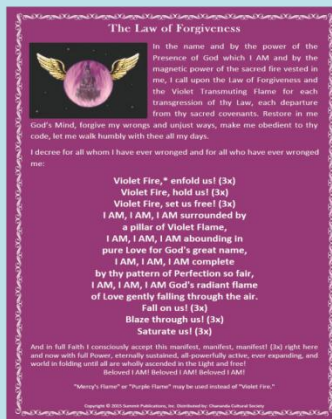 The Law of Forgiveness
In the name and by the power of the
Presence of God which I AM and by the
magnetic power of the sacred fire vested in
me, I call upon the Law of Forgiveness and
the Violet Transmuting Flame for each
transgression of thy Law, each departure
from thy sacred covenants. Restore in me
God's Mind, forgive my wrongs and unjust ways, make me obedient to thy
code, let me walk humbly with thee all my days.
I decree for all whom I have ever wronged and for all who have ever wronged
me:
Violet Fire,* enfold us! (3x)
Violet Fire, hold us! (3x)
Violet Fire, set us free! (3x)
I AM, I AM, I AM surrounded by
a pillar of Violet Flame,
I AM, I AM, I AM abounding in
pure Love for God's great name,
I AM, I AM, I AM complete
by thy pattern of Perfection so fair,
I AM, I AM, I AM God's radiant flame
of Love gently falling through the air.
Fall on us! (3x)
Blaze through us! (3x)
Saturate us! (3x)
And in full Faith I consciously accept this manifest, manifest, manifest! (3x) right here
and now with full Power, eternally sustained, all-powerfully active, ever expanding, and
world in folding until all are wholly ascended in the Light and free!
Beloved I AM! Beloved I AM! Beloved I AM!
"Mercy's Flame" or "Purple Flame" may be used instead of "Violet Fire."
Copyright © 2015 Summit Publications, Inc. Distributed by: Chananda Cultural Society